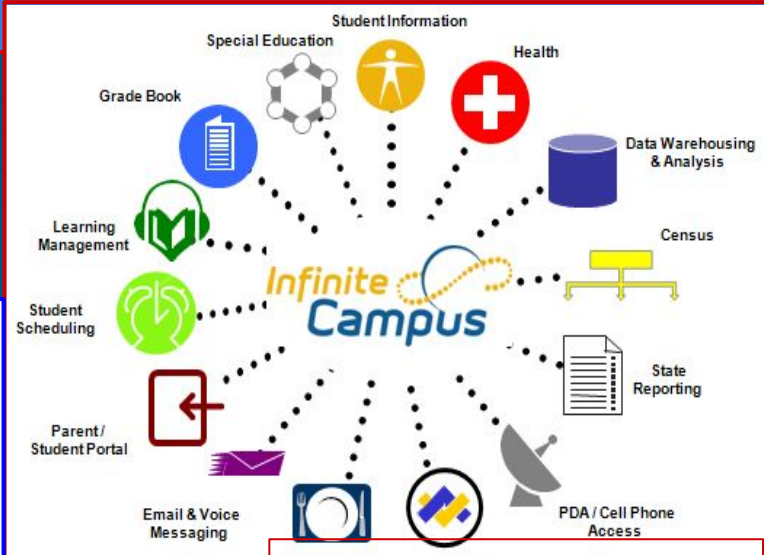 Student Information
Special Education
Health
Grade Book
Data Warehousing
& Analysis
Learning
Management
Census
Infinite
Campus
Student
Scheduling
State
Reporting
Parent /
Student Portal
Email & Voice
Messaging
PDA / Cell Phone
Access